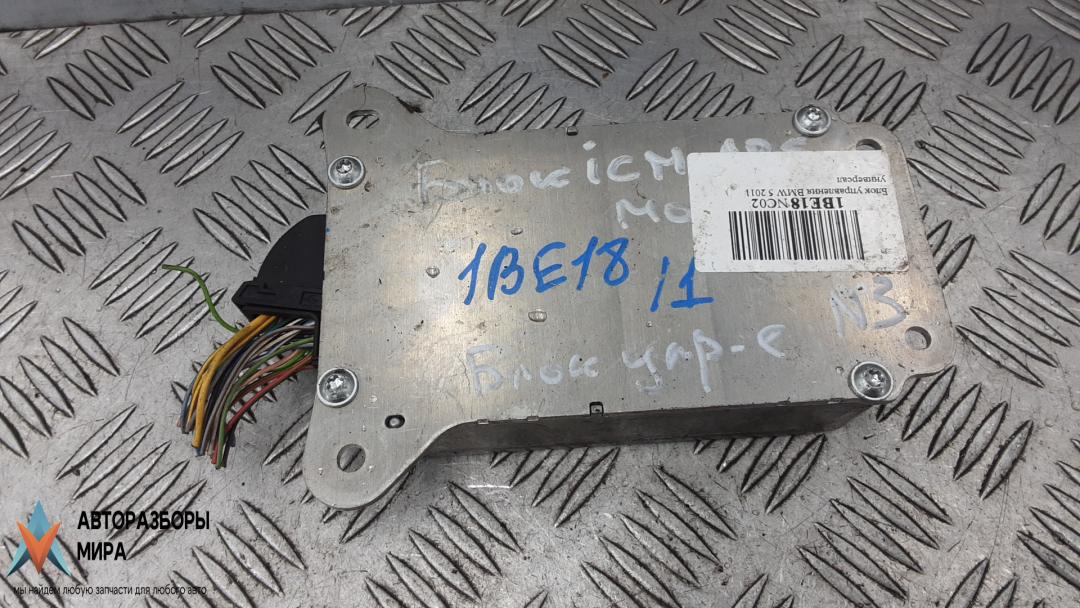 Блок iCM
1BE18 /1
Блок упр-е
N3
Блок управления BMW 5 2011
универсал
1BE18NC02
АВТОРАЗБОРЫ
МИРА
мы найдем любую запчасти для любого авто